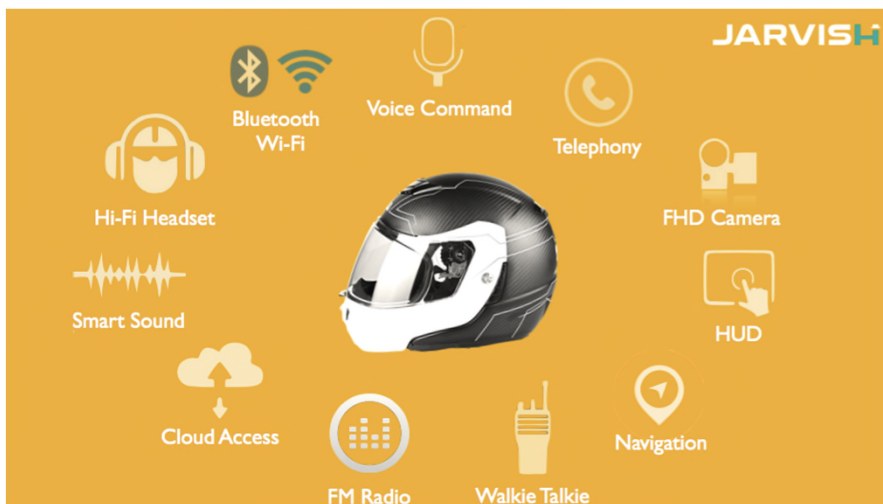 JARVISH
Bluetooth
Wi-Fi
Voice Command
Telephony
Hi-Fi Headset
FHD Camera
Smart Sound
HUD
Cloud Access
Navigation
FM Radio
Walkie Talkie